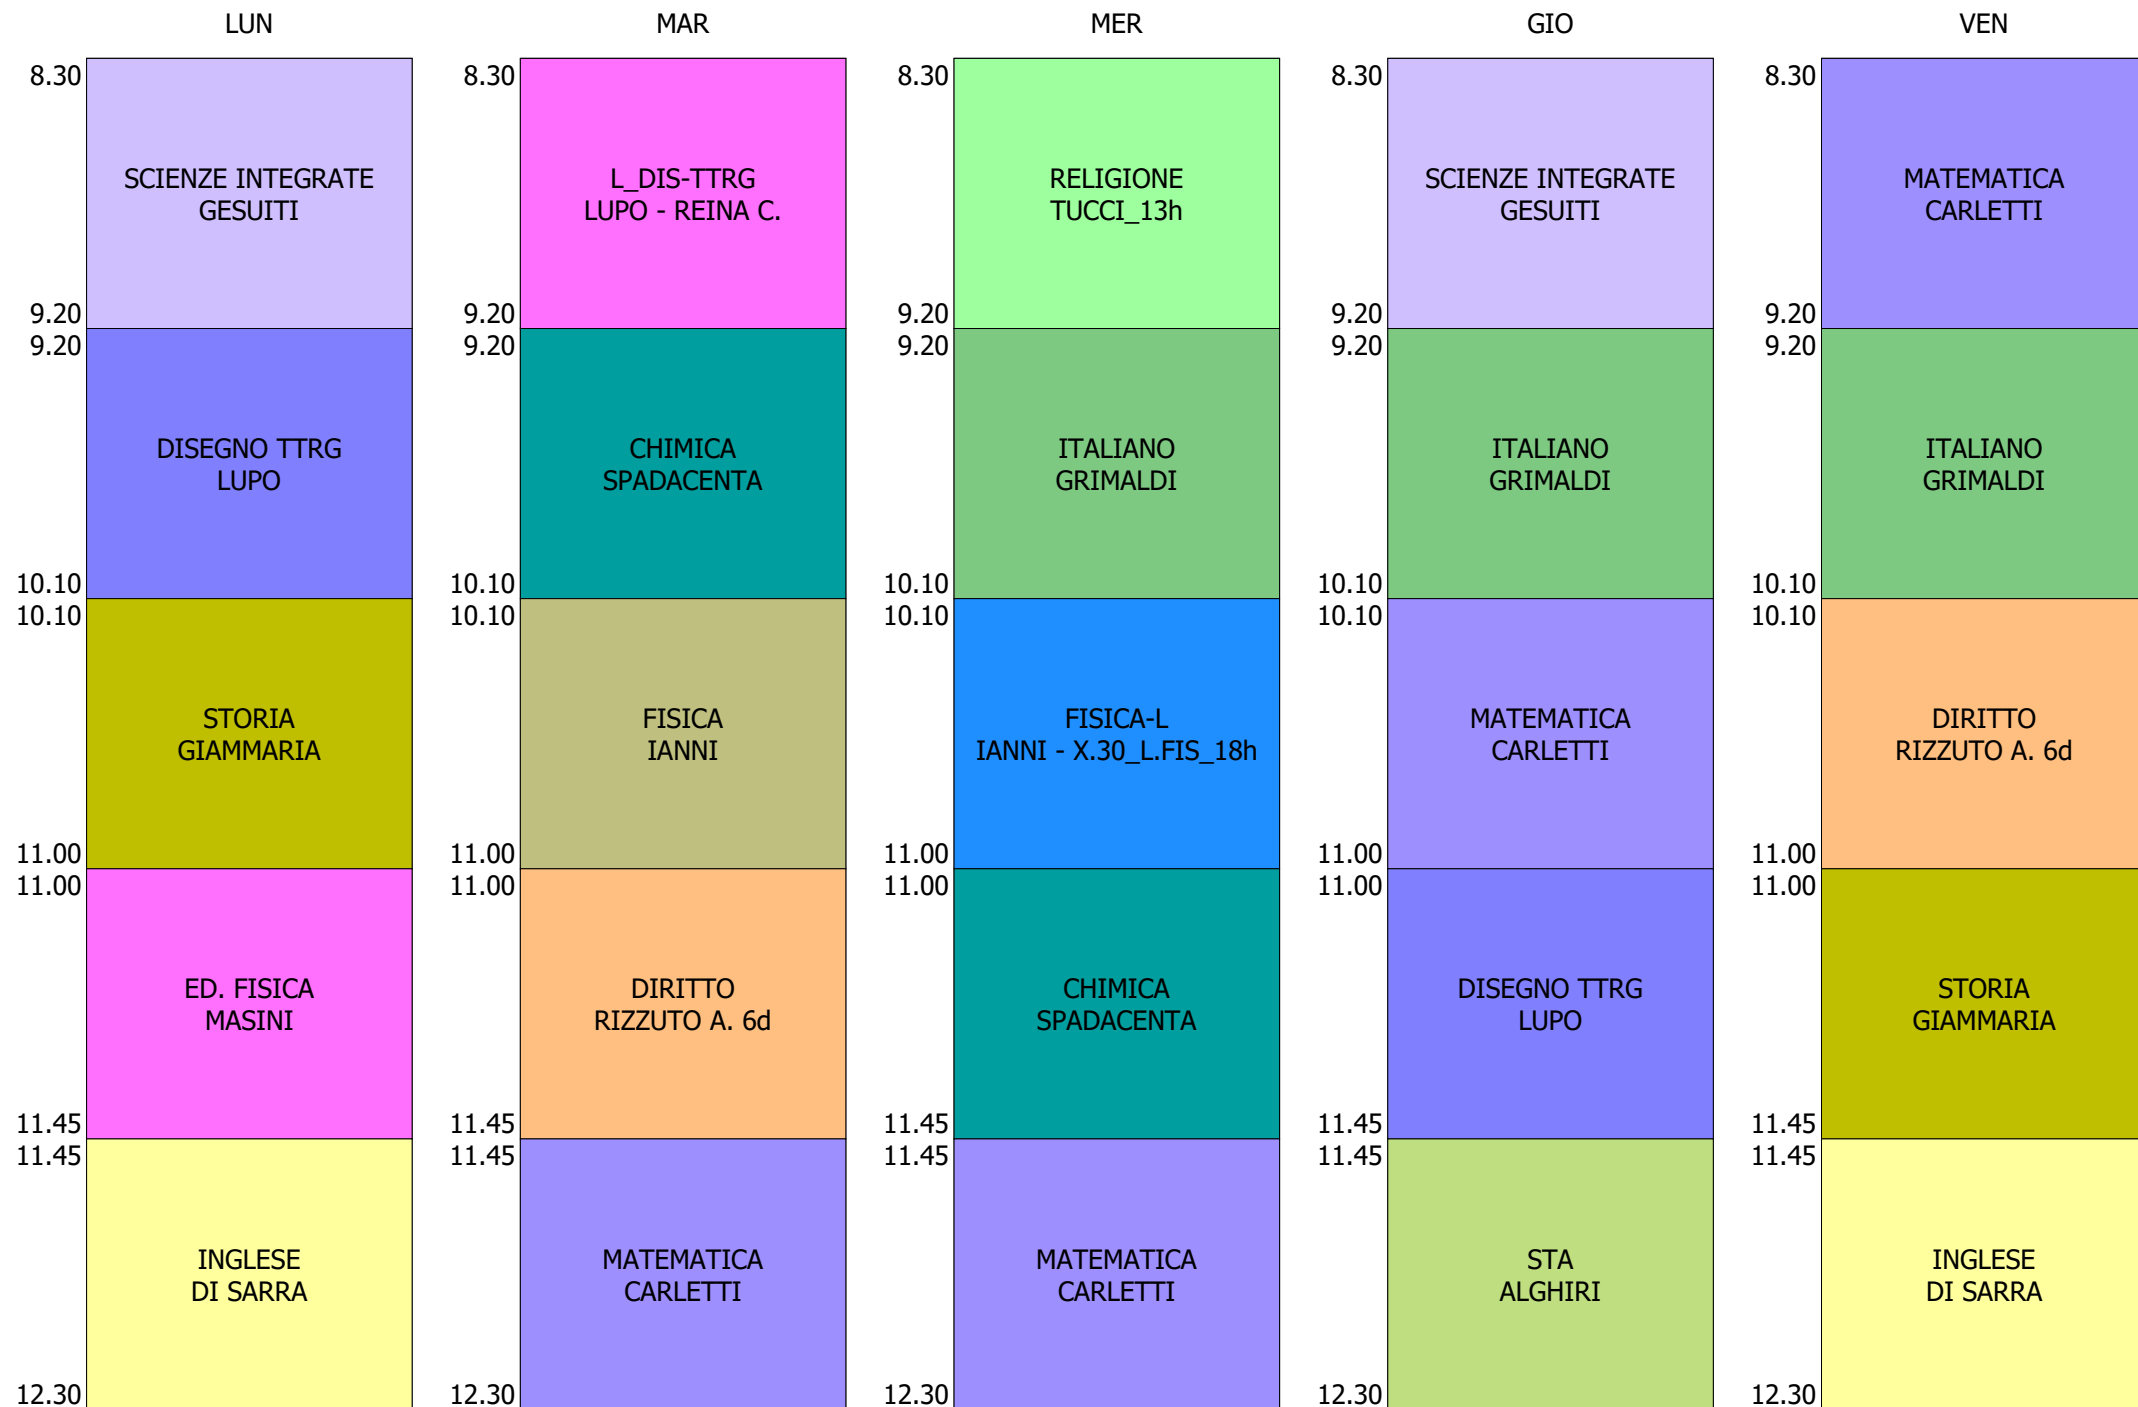 LUN
MAR
MER
GIO
VEN
8.30
SCIENZE INTEGRATE
GESUITI
9.20
8.30
L_DIS-TTRG
LUPO - REINA C.
9.20
8.30
RELIGIONE
TUCCI_13h
9.20
8.30
SCIENZE INTEGRATE
GESUITI
9.20
8.30
MATEMATICA
CARLETTI
9.20
9.20
DISEGNO TTRG
LUPO
10.10
9.20
CHIMICA
SPADACENTA
10.10
9.20
ITALIANO
GRIMALDI
10.10
9.20
ITALIANO
GRIMALDI
10.10
9.20
ITALIANO
GRIMALDI
10.10
10.10
STORIA
GIAMMARIA
11.00
10.10
FISICA
IANNI
11.00
10.10
FISICA-L
IANNI - X.30_L.FIS_18h
11.00
10.10
MATEMATICA
CARLETTI
11.00
10.10
DIRITTO
RIZZUTO A. 6d
11.00
11.00
ED. FISICA
MASINI
11.45
11.00
DIRITTO
RIZZUTO A. 6d
11.45
11.00
CHIMICA
SPADACENTA
11.45
11.00
DISEGNO TTRG
LUPO
11.45
11.00
STORIA
GIAMMARIA
11.45
11.45
INGLESE
DI SARRA
12.30
11.45
MATEMATICA
CARLETTI
12.30
11.45
MATEMATICA
CARLETTI
12.30
11.45
STA
ALGHIRI
12.30
11.45
INGLESE
DI SARRA
12.30